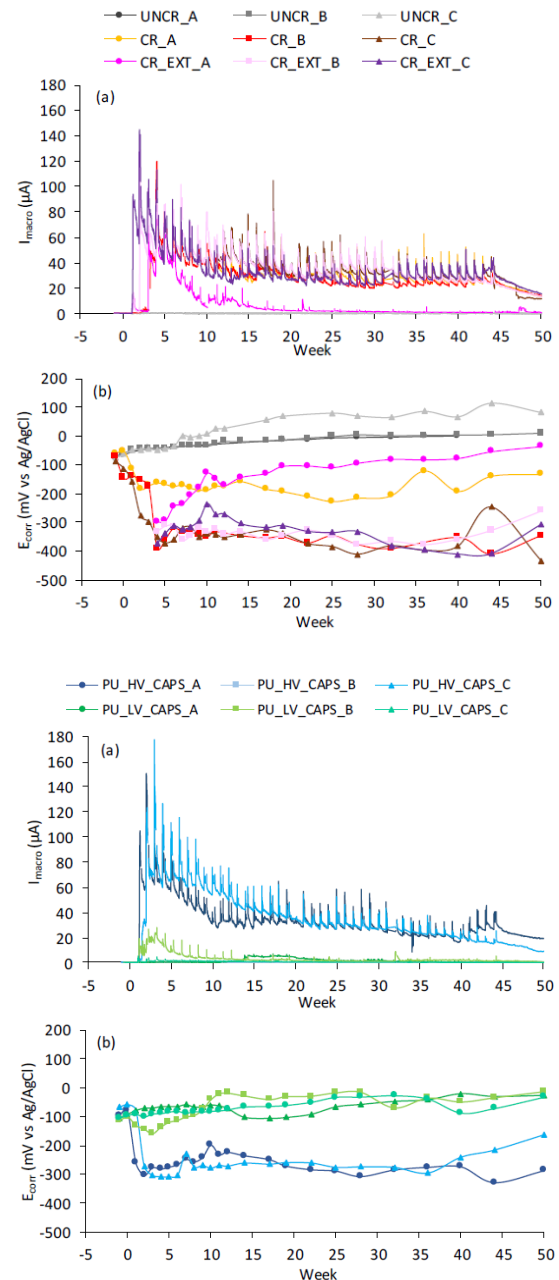 UNCR_A UNCR_B UNCR_C
CR_A CR_B CR_C
CR_EXT_A CR_EXT_B CR_EXT_C
(a)
180
160
140
120
100
80
60
40
20
0
I_macro (μA)
-5 0 5 10 15 20 25 30 35 40 45 50
Week
(b)
200
100
0
-100
-200
-300
-400
-500
E_corr (mV vs Ag/AgCl)
-5 0 5 10 15 20 25 30 35 40 45 50
Week
PU_HV_CAPS_A PU_HV_CAPS_B PU_HV_CAPS_C
PU_LV_CAPS_A PU_LV_CAPS_B PU_LV_CAPS_C
(a)
180
160
140
120
100
80
60
40
20
0
I_macro (μA)
-5 0 5 10 15 20 25 30 35 40 45 50
Week
(b)
200
100
0
-100
-200
-300
-400
-500
E_corr (mV vs Ag/AgCl)
-5 0 5 10 15 20 25 30 35 40 45 50
Week